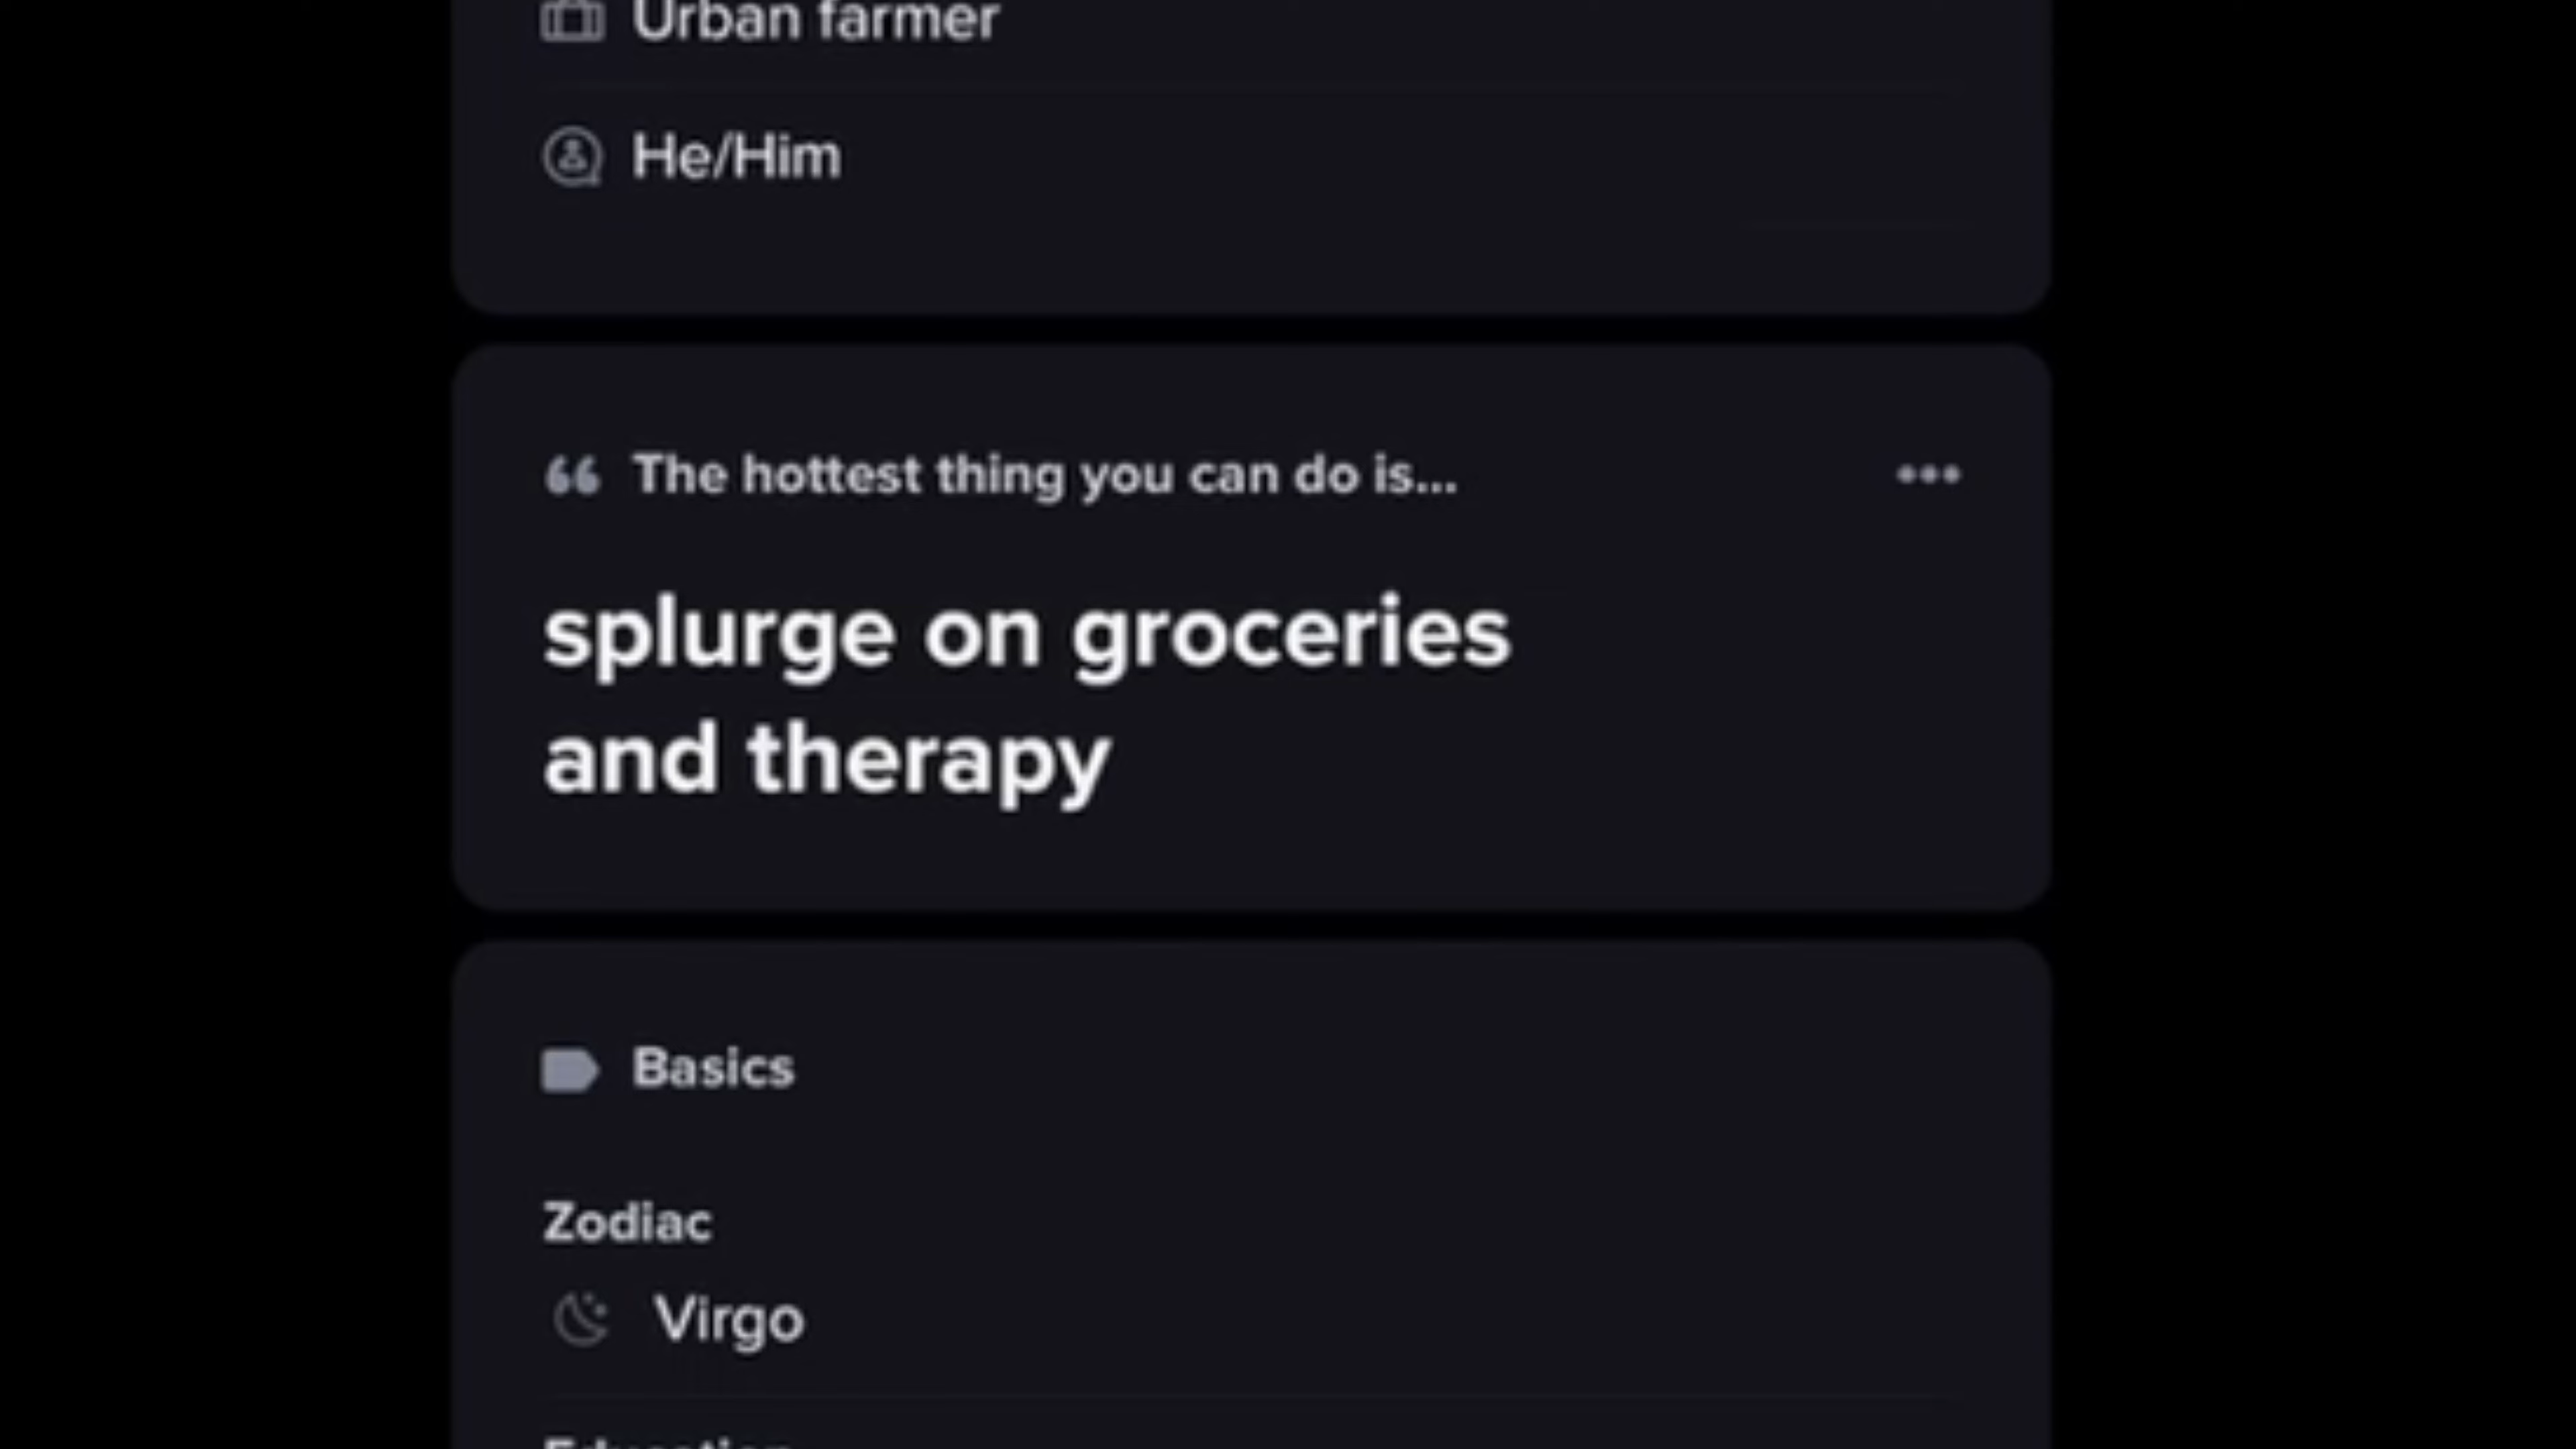 Urban farmer
He/Him
The hottest thing you can do is...
splurge on groceries
and therapy
Basics
Zodiac
Virgo